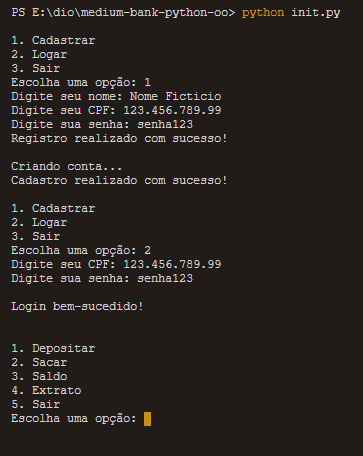 PS E:\dio\medium-bank-python-oo> python init.py
1. Cadastrar
2. Logar
3. Sair
Escolha uma opção: 1
Digite seu nome: Nome Ficticio
Digite seu CPF: 123.456.789.99
Digite sua senha: senha123
Registro realizado com sucesso!
Criando conta...
Cadastro realizado com sucesso!
1. Cadastrar
2. Logar
3. Sair
Escolha uma opção: 2
Digite seu CPF: 123.456.789.99
Digite sua senha: senha123
Login bem-sucedido!
1. Depositar
2. Sacar
3. Saldo
4. Extrato
5. Sair
Escolha uma opção: